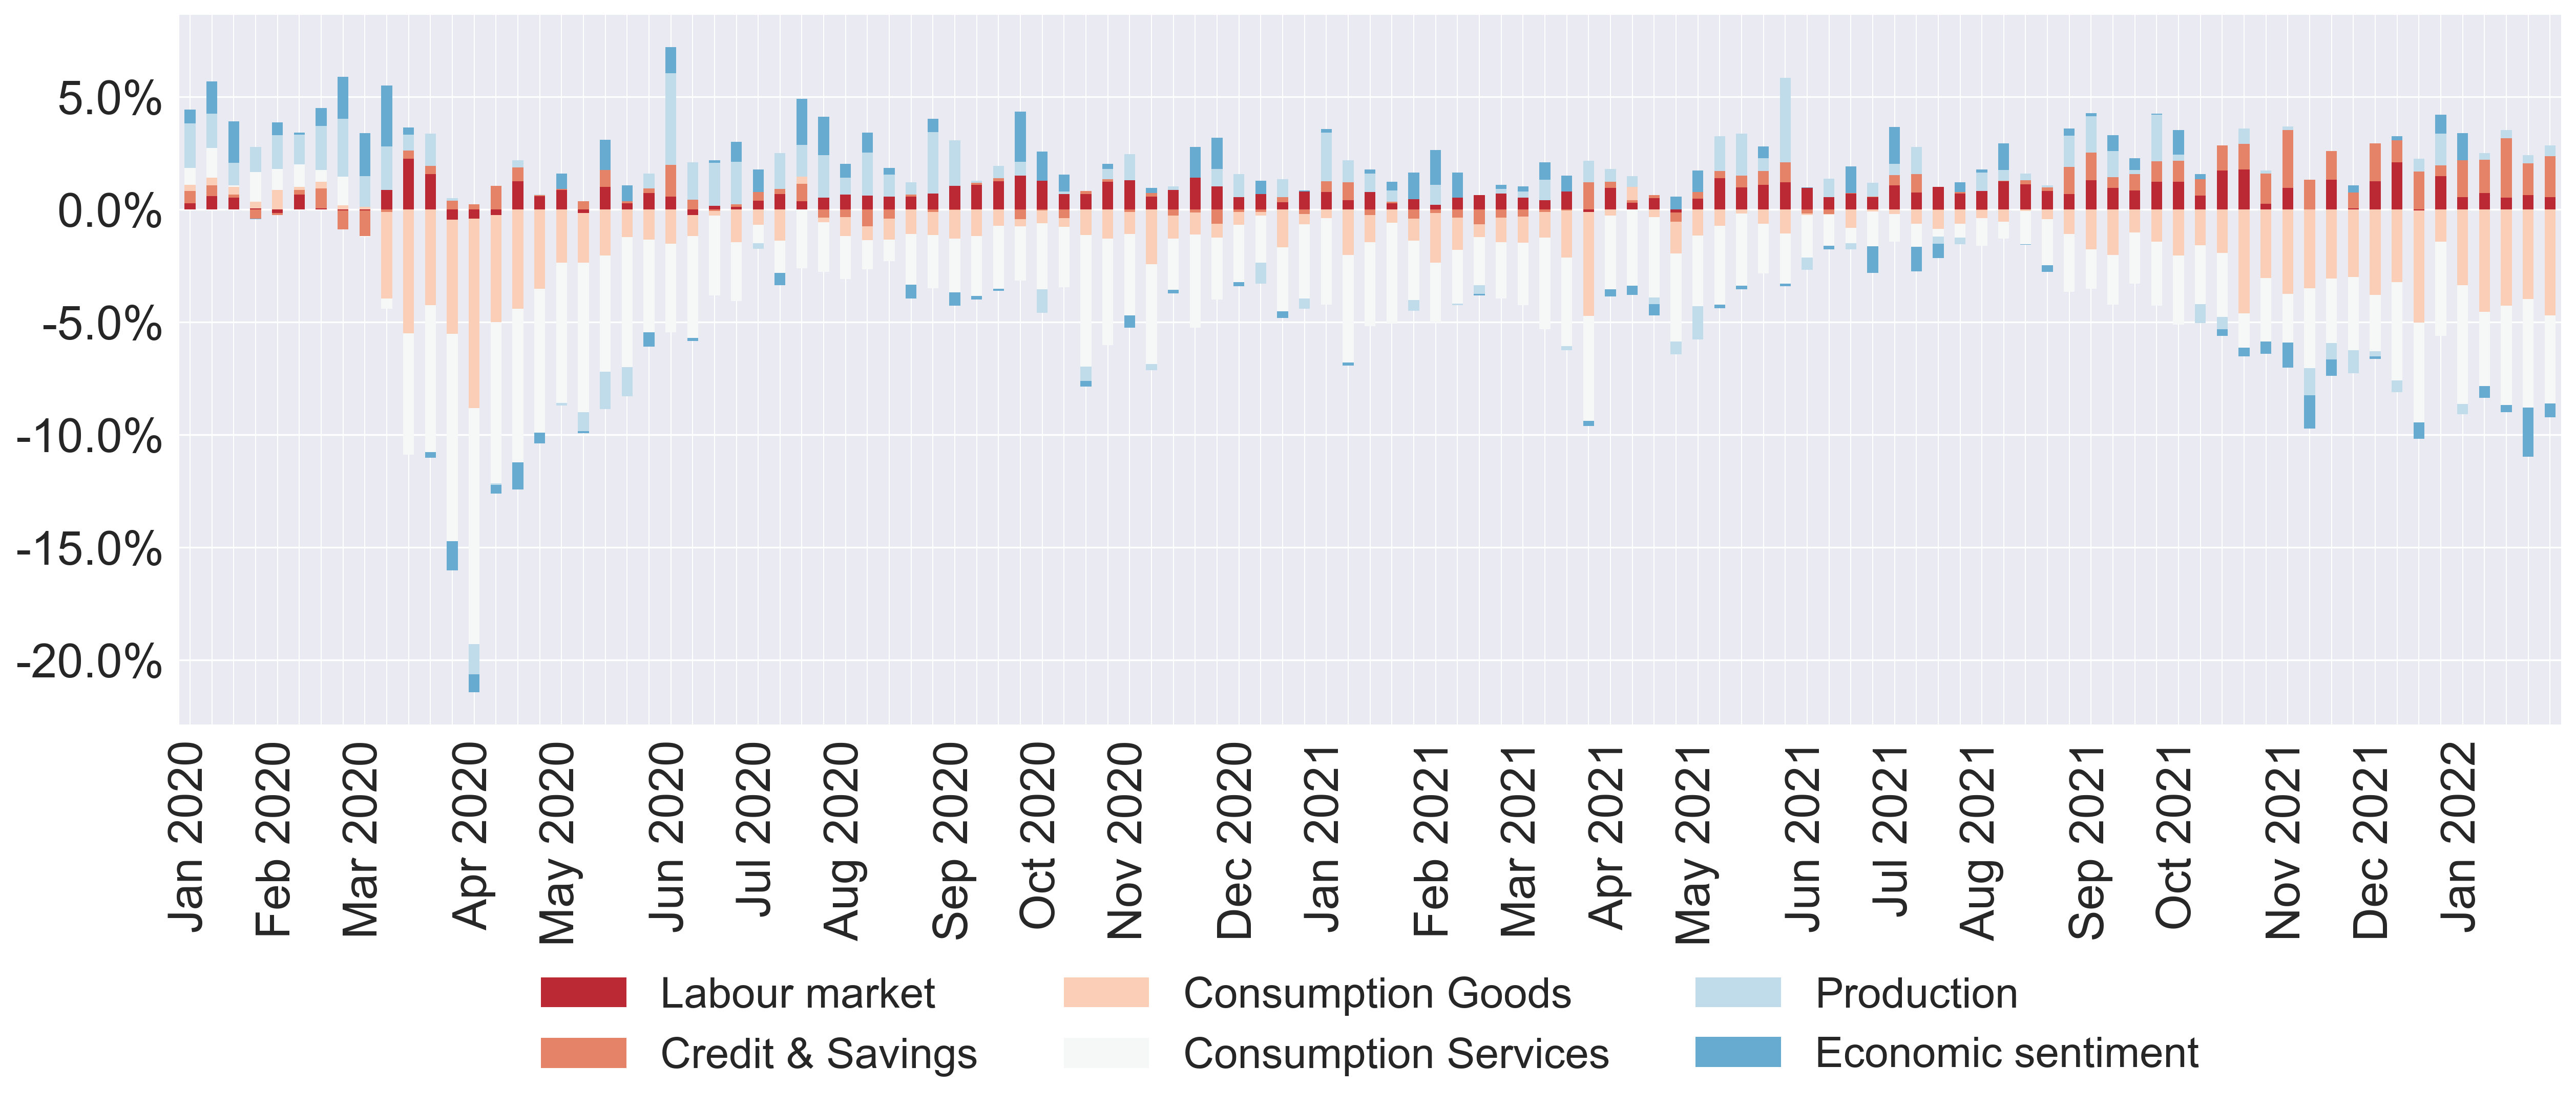 5.0%
0.0%
-5.0%
-10.0%
-15.0%
-20.0%
Jan 2020
Feb 2020
Mar 2020
Apr 2020
May 2020
Jun 2020
Jul 2020
Aug 2020
Sep 2020
Oct 2020
Nov 2020
Dec 2020
Jan 2021
Feb 2021
Mar 2021
Apr 2021
May 2021
Jun 2021
Jul 2021
Aug 2021
Sep 2021
Oct 2021
Nov 2021
Dec 2021
Jan 2022
Labour market
Consumption Goods
Production
Credit & Savings
Consumption Services
Economic sentiment